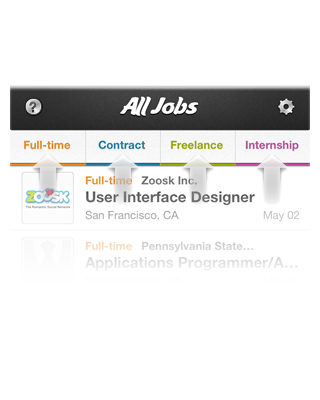 ?
All Jobs
Full-time Contract Freelance Internship
ZOOSK
The Romantic Social Network
Full-time Zoosk Inc.
User Interface Designer
San Francisco, CA May 02
Full-time Pennsylvania State...
Applications Programmer/A...